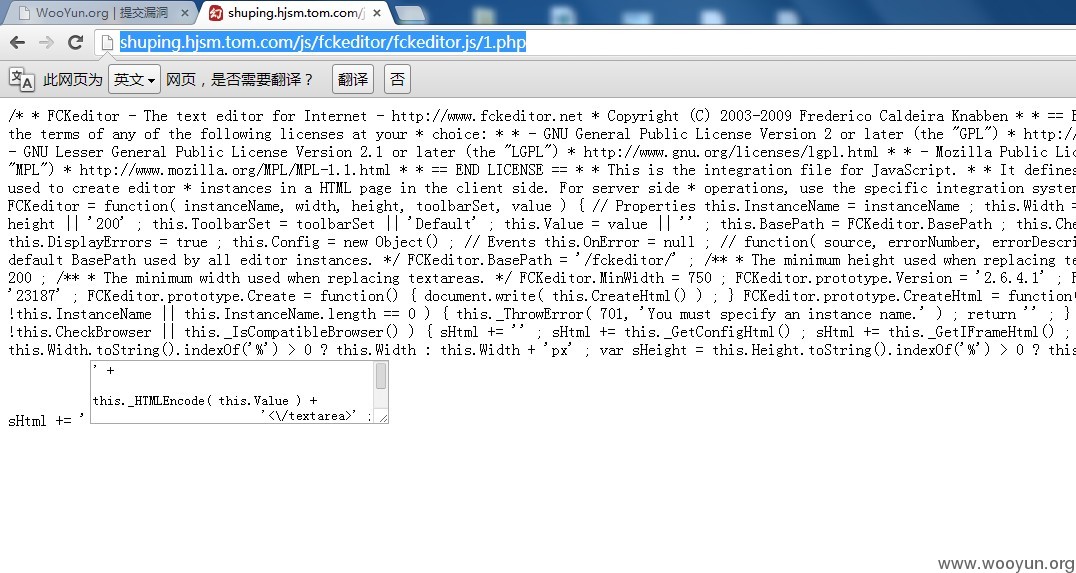 WooYun.org | 提交漏洞
幻 shuping.hjsm.tom.com/j
shuping.hjsm.tom.com/js/fckeditor/fckeditor.js/1.php
此网页为 英文 网页，是否需要翻译？ 翻译 否
/* * FCKeditor - The text editor for Internet - http://www.fckeditor.net * Copyright (C) 2003-2009 Frederico Caldeira Knabben * * == E
the terms of any of the following licenses at your * choice: * * - GNU General Public License Version 2 or later (the "GPL") * http:/
- GNU Lesser General Public License Version 2.1 or later (the "LGPL") * http://www.gnu.org/licenses/lgpl.html * * - Mozilla Public Lic
"MPL") * http://www.mozilla.org/MPL/MPL-1.1.html * * == END LICENSE == * * This is the integration file for JavaScript. * * It defines
used to create editor * instances in a HTML page in the client side. For server side * operations, use the specific integration system
FCKeditor = function( instanceName, width, height, toolbarSet, value ) { // Properties this.InstanceName = instanceName ; this.Width =
height || '200' ; this.ToolbarSet = toolbarSet || 'Default' ; this.Value = value || '' ; this.BasePath = FCKeditor.BasePath ; this.Che
this.DisplayErrors = true ; this.Config = new Object() ; // Events this.OnError = null ; // function( source, errorNumber, errorDescri
default BasePath used by all editor instances. */ FCKeditor.BasePath = '/fckeditor/' ; /** * The minimum height used when replacing te
200 ; /** * The minimum width used when replacing textareas. */ FCKeditor.MinWidth = 750 ; FCKeditor.prototype.Version = '2.6.4.1' ; F
'23187' ; FCKeditor.prototype.Create = function() { document.write( this.CreateHtml() ) ; } FCKeditor.prototype.CreateHtml = function(
!this.InstanceName || this.InstanceName.length == 0 ) { this._ThrowError( 701, 'You must specify an instance name.' ) ; return '' ; }
!this.CheckBrowser || this._IsCompatibleBrowser() ) { sHtml += '' ; sHtml += this._GetConfigHtml() ; sHtml += this._GetIFrameHtml() ;
this.Width.toString().indexOf('%') > 0 ? this.Width : this.Width + 'px' ; var sHeight = this.Height.toString().indexOf('%') > 0 ? this
' +
this._HTMLEncode( this.Value ) +
'<\/textarea>' ;
sHtml += '
www.wooyun.org